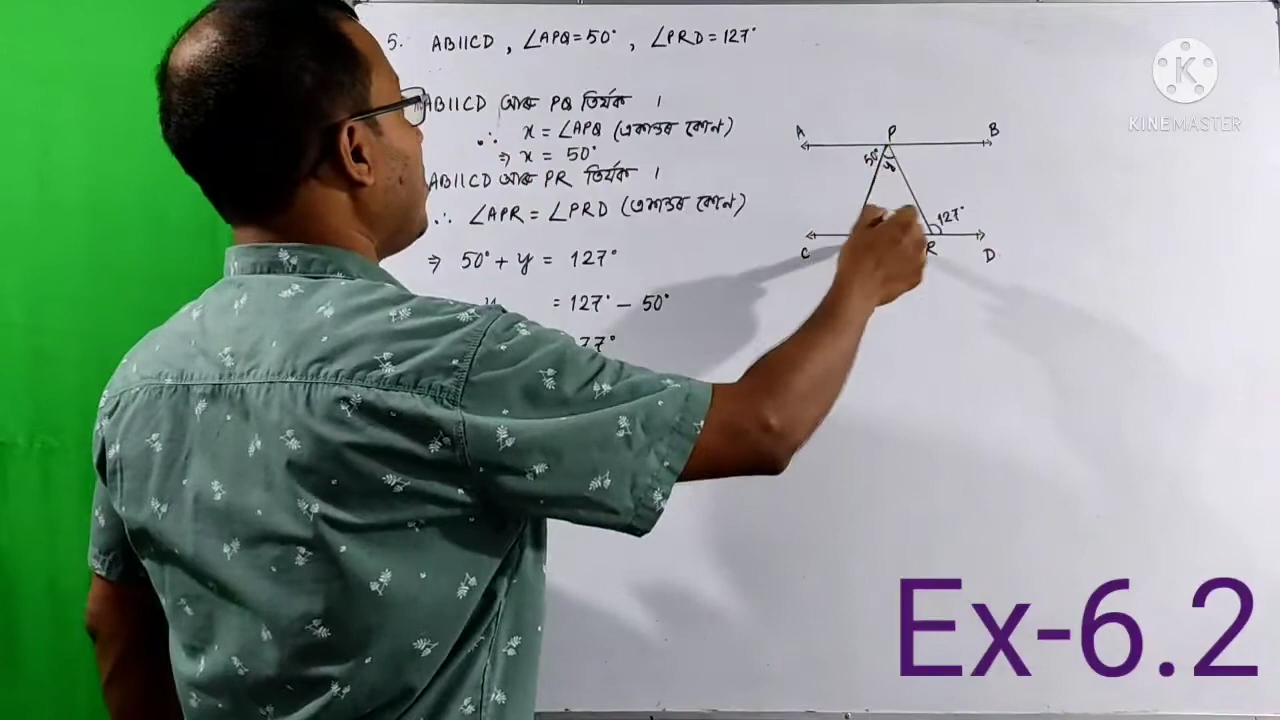 5. AB||CD, ∠APQ=50°, ∠PRD=127°
AB||CD আৰু PQ তিৰ্যক ।
∴ x = ∠APQ (একান্তৰ কোন)
⇒ x = 50°
AB||CD আৰু PR তিৰ্যক ।
∴ ∠APR = ∠PRD (একান্তৰ কোন)
⇒ 50° + y = 127°
y = 127° – 50°
77°
A P B
50° y
127°
C R D
K
KINEMASTER
Ex-6.2